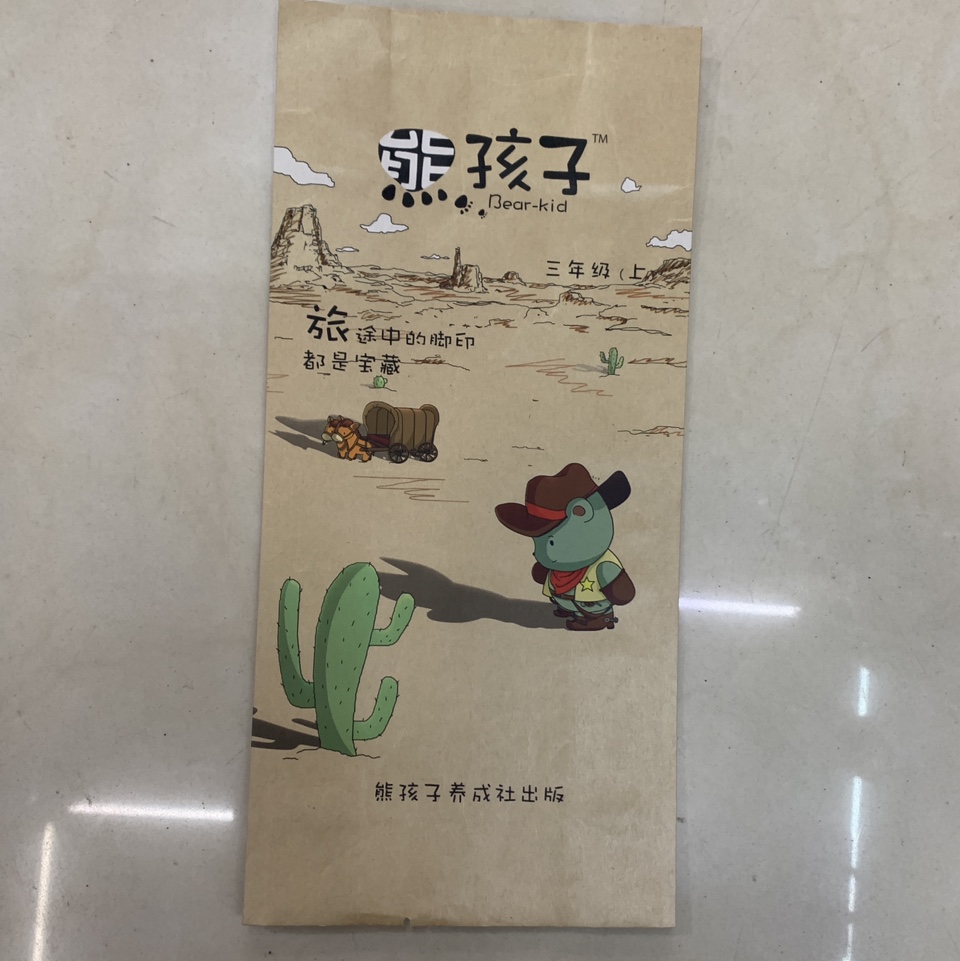 熊孩子™
Bear-kid
三年级（上
旅途中的脚印
都是宝藏
熊孩子养成社出版